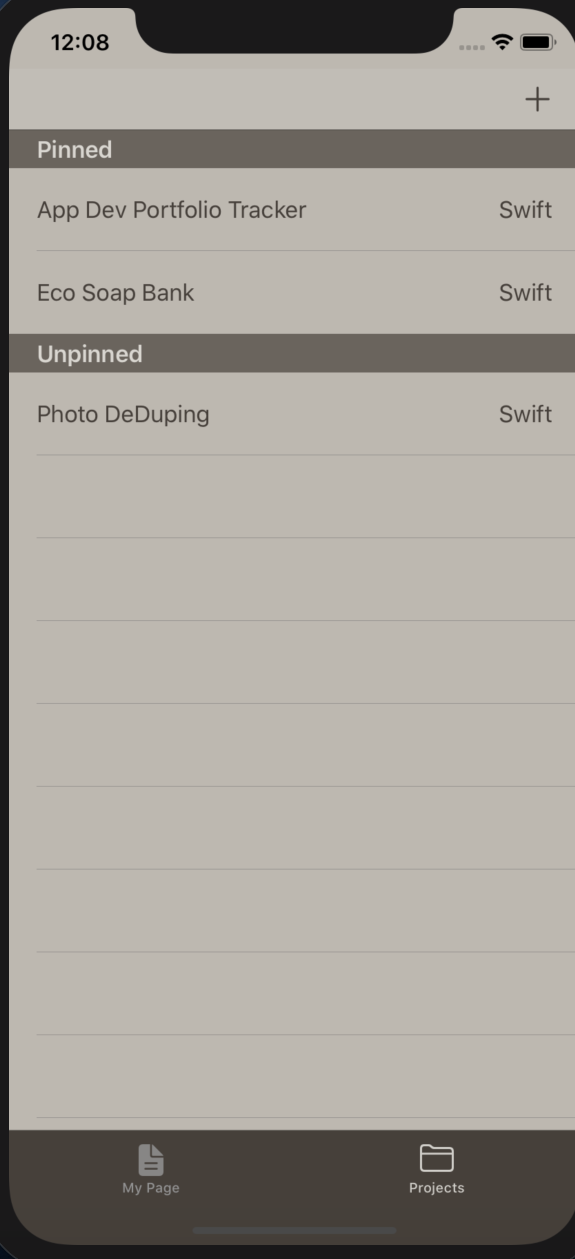 12:08
Pinned
App Dev Portfolio Tracker Swift
Eco Soap Bank Swift
Unpinned
Photo DeDuping Swift
My Page Projects